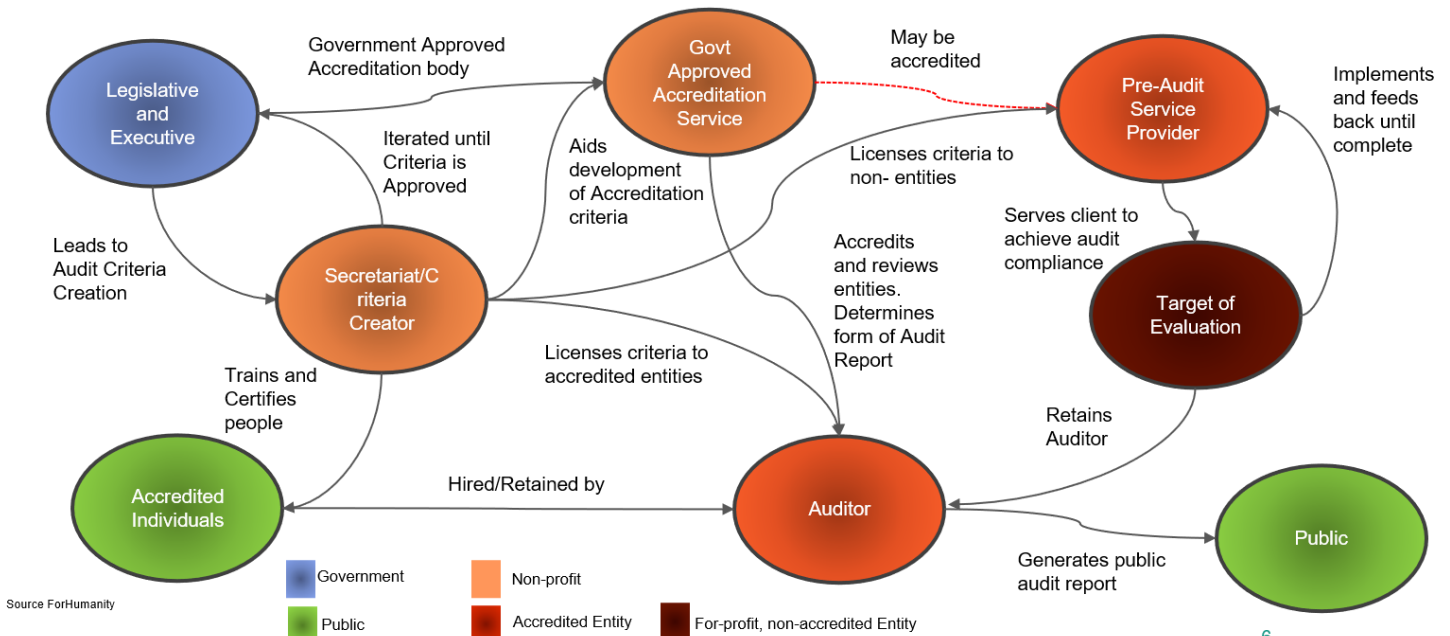 Legislative
and
Executive
Government Approved
Accreditation body
Govt
Approved
Accreditation
Service
May be
accredited
Pre-Audit
Service
Provider
Implements
and feeds
back until
complete
Iterated until
Criteria is
Approved
Aids
development
of Accreditation
criteria
Licenses criteria to
non- entities
Leads to
Audit Criteria
Creation
Secretariat/C
riteria
Creator
Accredits
and reviews
entities.
Determines
form of Audit
Report
Serves client to
achieve audit
compliance
Target of
Evaluation
Trains and
Certifies
people
Licenses criteria to
accredited entities
Retains
Auditor
Accredited
Individuals
Hired/Retained by
Auditor
Public
Generates public
audit report
Government
Non-profit
Public
Accredited Entity
For-profit, non-accredited Entity
Source ForHumanity
6